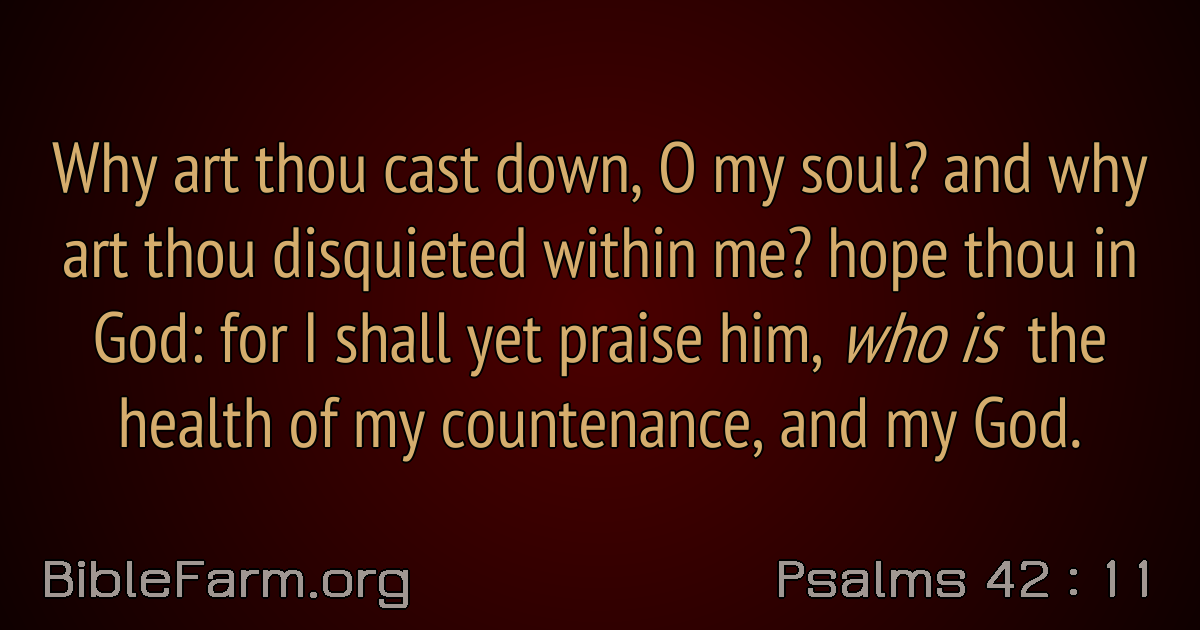 Why art thou cast down, O my soul? and why
art thou disquieted within me? hope thou in
God: for I shall yet praise him, who is the
health of my countenance, and my God.
BibleFarm.org
Psalms 42 : 11